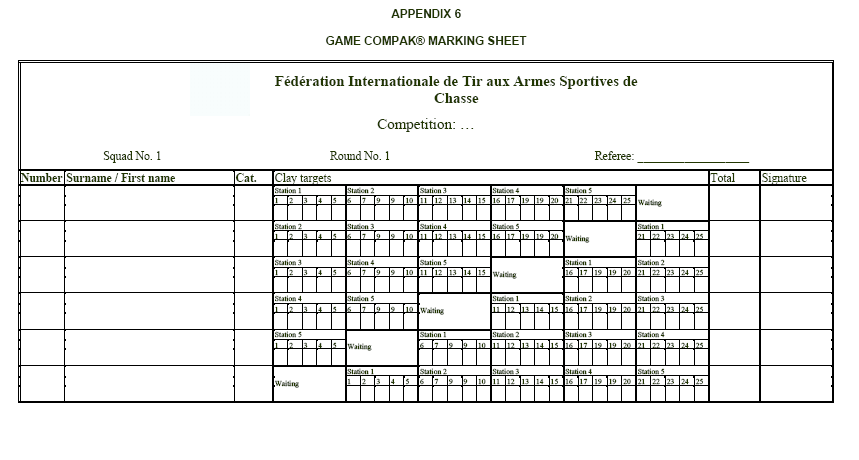 APPENDIX 6
GAME COMPAK® MARKING SHEET
Fédération Internationale de Tir aux Armes Sportives de
Chasse
Competition: …
Squad No. 1 Round No. 1 Referee: ___________________
Number Surname / First name Cat. Clay targets Total Signature
Station 1 Station 2 Station 3 Station 4 Station 5
1 2 3 4 5 6 7 9 9 10 11 12 13 14 15 16 17 19 19 20 21 22 23 24 25 Waiting
Station 2 Station 3 Station 4 Station 5 Station 1
1 2 3 4 5 6 7 9 9 10 11 12 13 14 15 16 17 19 19 20 Waiting 21 22 23 24 25
Station 3 Station 4 Station 5 Station 1 Station 2
1 2 3 4 5 6 7 9 9 10 11 12 13 14 15 Waiting 16 17 19 19 20 21 22 23 24 25
Station 4 Station 5 Station 1 Station 2 Station 3
1 2 3 4 5 6 7 9 9 10 Waiting 11 12 13 14 15 16 17 19 19 20 21 22 23 24 25
Station 5 Station 1 Station 2 Station 3 Station 4
1 2 3 4 5 Waiting 6 7 9 9 10 11 12 13 14 15 16 17 19 19 20 21 22 23 24 25
Station 1 Station 2 Station 3 Station 4 Station 5
Waiting 1 2 3 4 5 6 7 9 9 10 11 12 13 14 15 16 17 19 19 20 21 22 23 24 25